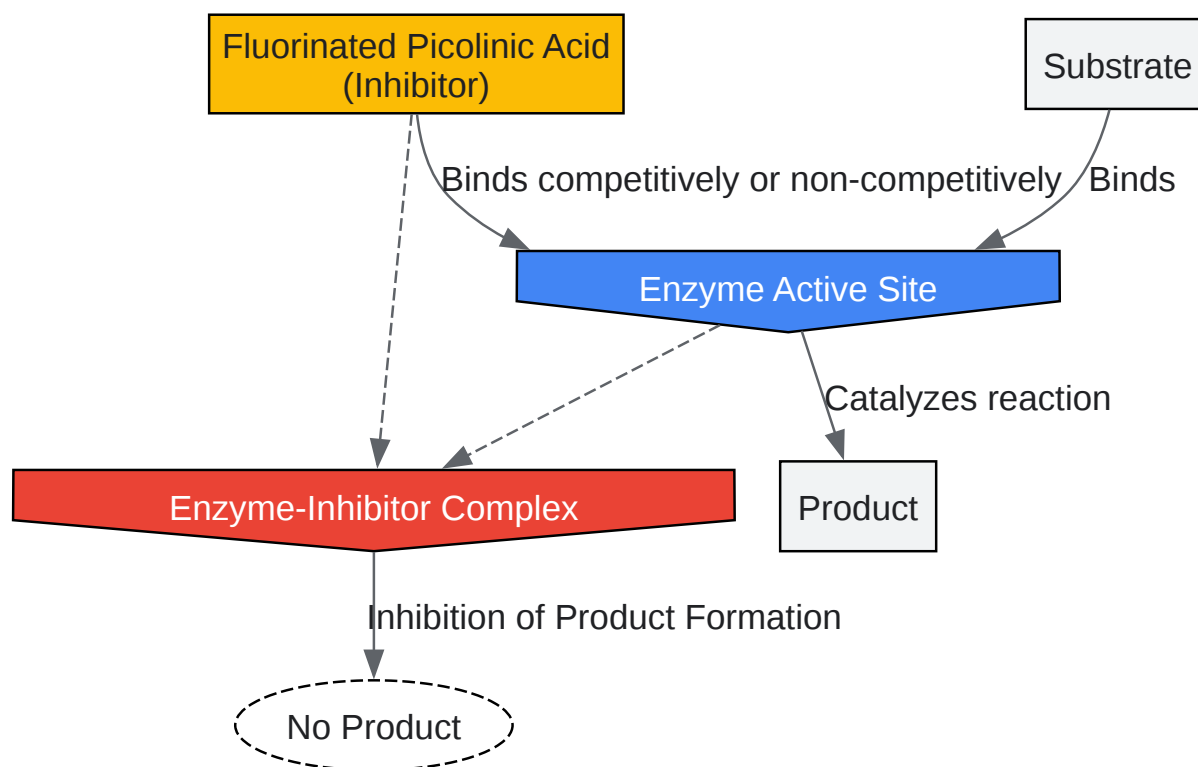 Fluorinated Picolinic Acid
(Inhibitor)
Substrate
Binds competitively or non-competitively
Binds
Enzyme Active Site
Catalyzes reaction
Enzyme-Inhibitor Complex
Product
Inhibition of Product Formation
No Product